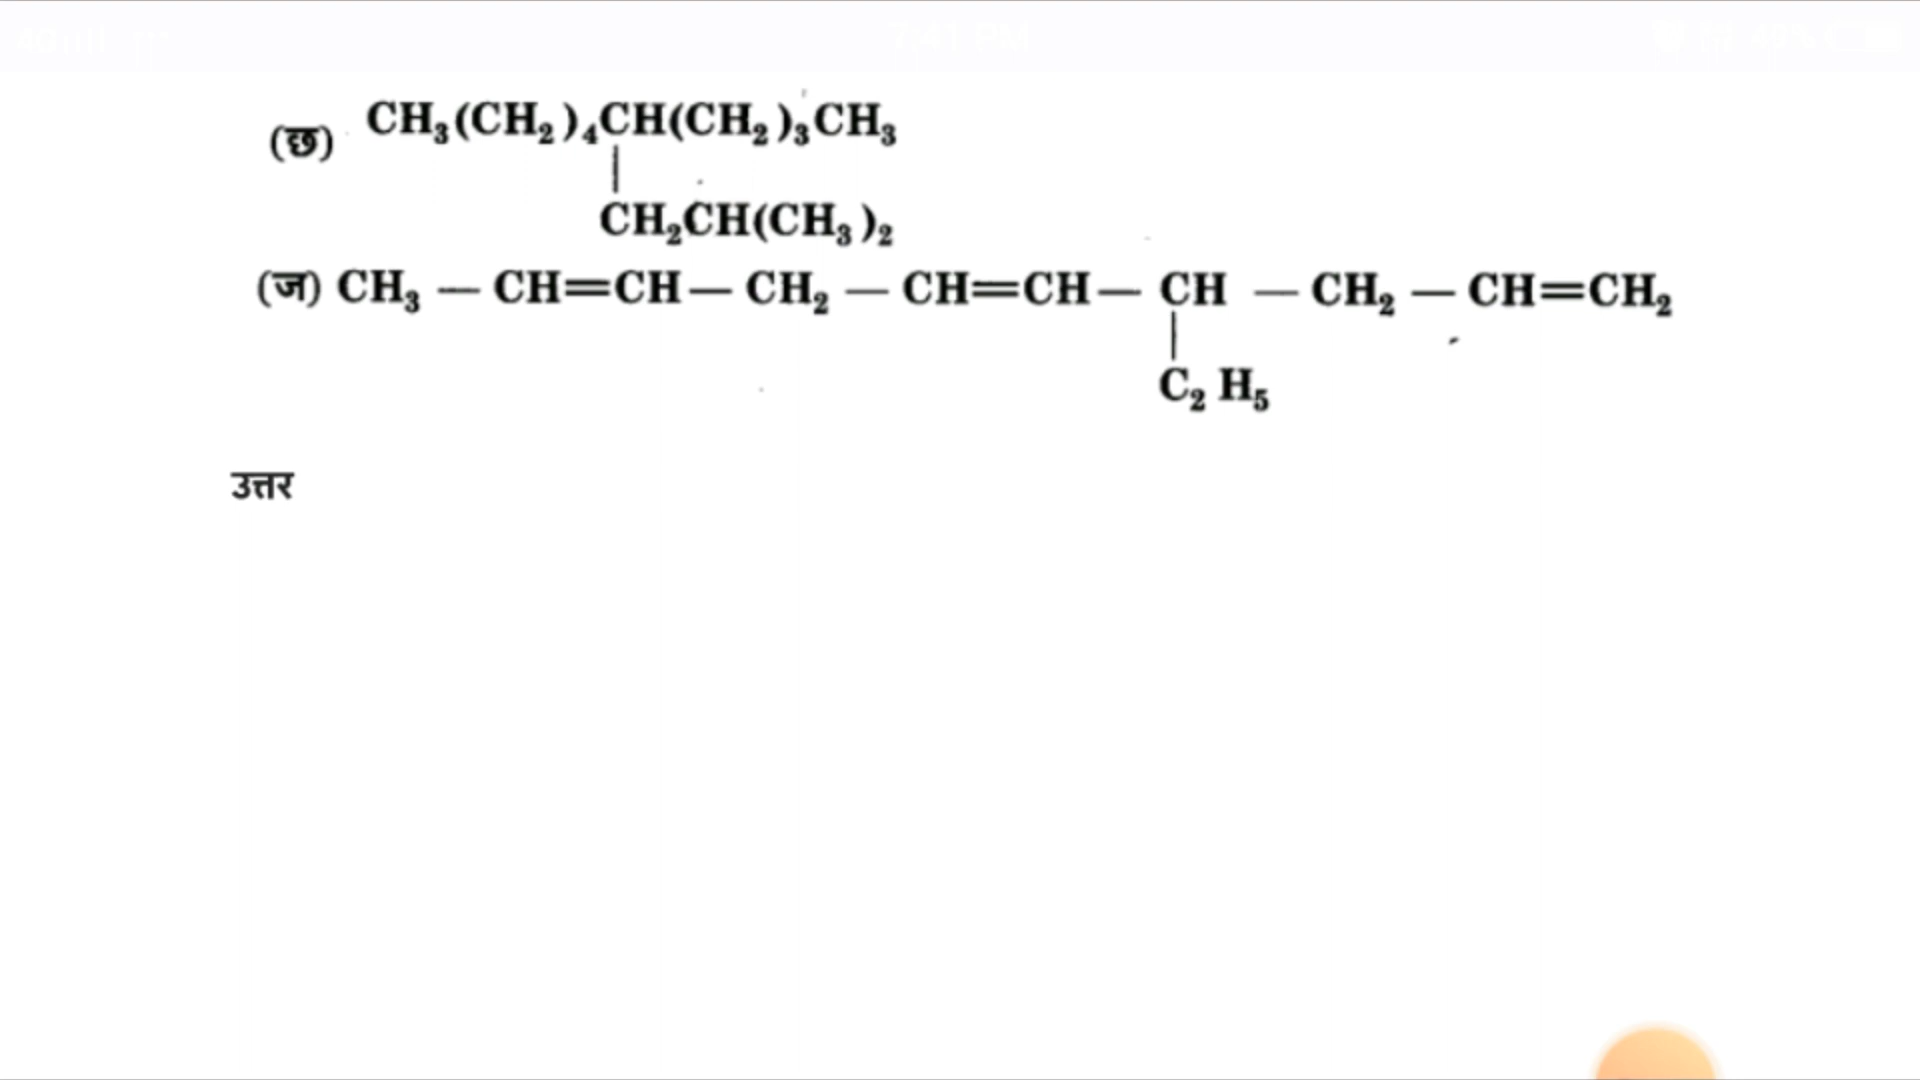 (छ) CH₃(CH₂)₄CH(CH₂)₃CH₃
|
CH₂CH(CH₃)₂
(ज) CH₃ — CH=CH— CH₂ — CH=CH— CH — CH₂ — CH=CH₂
|
C₂ H₅
उत्तर